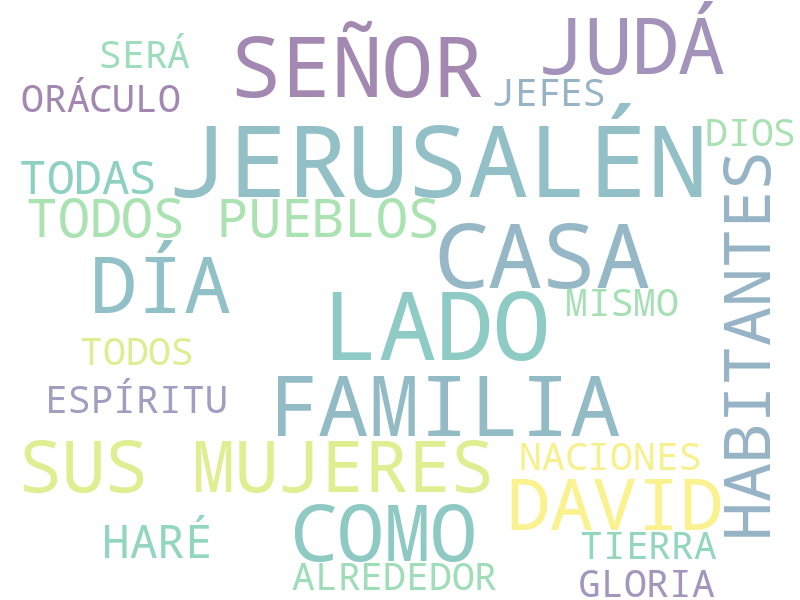 SERÁ
SEÑOR
JUDÁ
ORÁCULO
JEFES
JERUSALÉN
DIOS
TODAS
TODOS PUEBLOS
CASA
HABITANTES
DÍA
LADO
MISMO
TODOS
FAMILIA
ESPÍRITU
SUS MUJERES
NACIONES
DAVID
COMO
HARÉ
TIERRA
ALREDEDOR
GLORIA